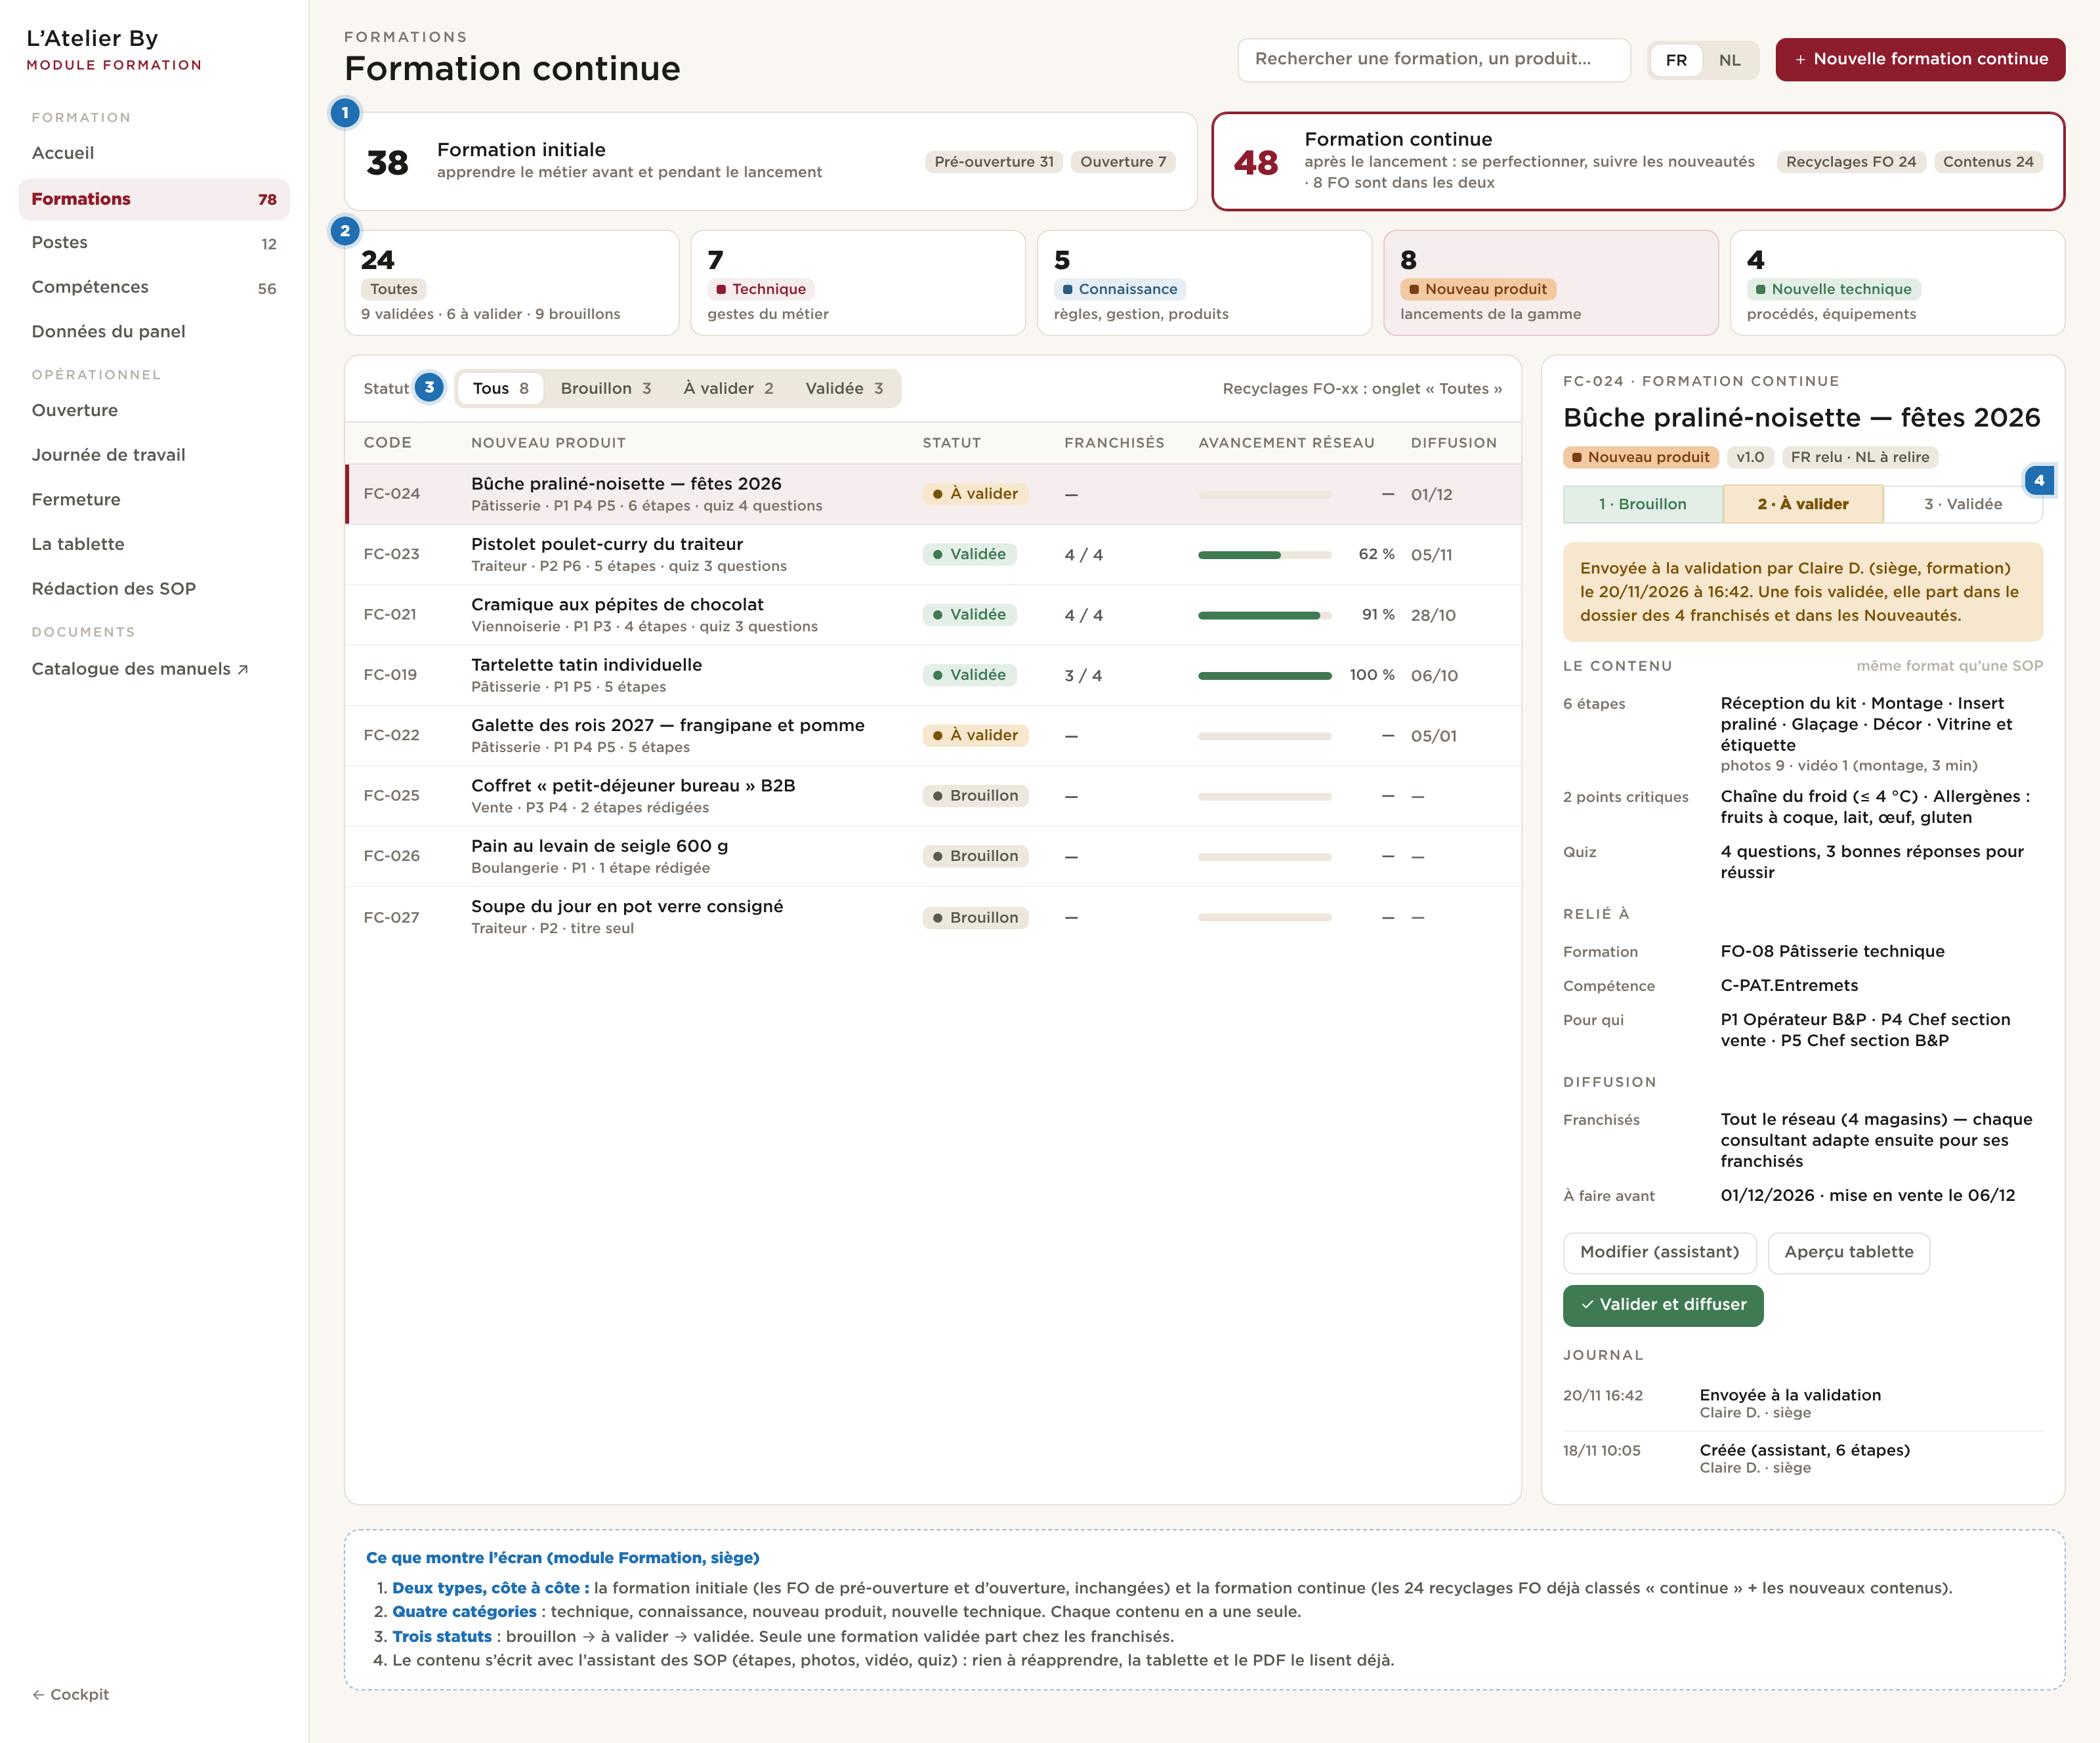 L’Atelier By
MODULE FORMATION
FORMATION
Accueil
Formations 78
Postes 12
Compétences 56
Données du panel
OPÉRATIONNEL
Ouverture
Journée de travail
Fermeture
La tablette
Rédaction des SOP
DOCUMENTS
Catalogue des manuels ↗
← Cockpit
FORMATIONS
Formation continue
Rechercher une formation, un produit...
FR NL
+ Nouvelle formation continue
1
38
Formation initiale
apprendre le métier avant et pendant le lancement
Pré-ouverture 31 Ouverture 7
48
Formation continue
après le lancement : se perfectionner, suivre les nouveautés
· 8 FO sont dans les deux
Recyclages FO 24 Contenus 24
2
24
Toutes
9 validées · 6 à valider · 9 brouillons
7
Technique
gestes du métier
5
Connaissance
règles, gestion, produits
8
Nouveau produit
lancements de la gamme
4
Nouvelle technique
procédés, équipements
Statut 3 Tous 8 Brouillon 3 À valider 2 Validée 3 Recyclages FO-xx : onglet « Toutes »
CODE NOUVEAU PRODUIT STATUT FRANCHISÉS AVANCEMENT RÉSEAU DIFFUSION
FC-024 Bûche praliné-noisette — fêtes 2026 À valider — — 01/12
Pâtisserie · P1 P4 P5 · 6 étapes · quiz 4 questions
FC-023 Pistolet poulet-curry du traiteur Validée 4 / 4 62 % 05/11
Traiteur · P2 P6 · 5 étapes · quiz 3 questions
FC-021 Cramique aux pépites de chocolat Validée 4 / 4 91 % 28/10
Viennoiserie · P1 P3 · 4 étapes · quiz 3 questions
FC-019 Tartelette tatin individuelle Validée 3 / 4 100 % 06/10
Pâtisserie · P1 P5 · 5 étapes
FC-022 Galette des rois 2027 — frangipane et pomme À valider — — 05/01
Pâtisserie · P1 P4 P5 · 5 étapes
FC-025 Coffret « petit-déjeuner bureau » B2B Brouillon — — —
Vente · P3 P4 · 2 étapes rédigées
FC-026 Pain au levain de seigle 600 g Brouillon — — —
Boulangerie · P1 · 1 étape rédigée
FC-027 Soupe du jour en pot verre consigné Brouillon — — —
Traiteur · P2 · titre seul
FC-024 · FORMATION CONTINUE
Bûche praliné-noisette — fêtes 2026
Nouveau produit v1.0 FR relu · NL à relire
4
1 · Brouillon 2 · À valider 3 · Validée
Envoyée à la validation par Claire D. (siège, formation)
le 20/11/2026 à 16:42. Une fois validée, elle part dans le
dossier des 4 franchisés et dans les Nouveautés.
LE CONTENU même format qu’une SOP
6 étapes Réception du kit · Montage · Insert
praliné · Glaçage · Décor · Vitrine et
étiquette
photos 9 · vidéo 1 (montage, 3 min)
2 points critiques Chaîne du froid (≤ 4 °C) · Allergènes :
fruits à coque, lait, œuf, gluten
Quiz 4 questions, 3 bonnes réponses pour
réussir
RELIÉ À
Formation FO-08 Pâtisserie technique
Compétence C-PAT.Entremets
Pour qui P1 Opérateur B&P · P4 Chef section
vente · P5 Chef section B&P
DIFFUSION
Franchisés Tout le réseau (4 magasins) — chaque
consultant adapte ensuite pour ses
franchisés
À faire avant 01/12/2026 · mise en vente le 06/12
Modifier (assistant) Aperçu tablette
✓ Valider et diffuser
JOURNAL
20/11 16:42 Envoyée à la validation
Claire D. · siège
18/11 10:05 Créée (assistant, 6 étapes)
Claire D. · siège
Ce que montre l’écran (module Formation, siège)
1. Deux types, côte à côte : la formation initiale (les FO de pré-ouverture et d’ouverture, inchangées) et la formation continue (les 24 recyclages FO déjà classés « continue » + les nouveaux contenus).
2. Quatre catégories : technique, connaissance, nouveau produit, nouvelle technique. Chaque contenu en a une seule.
3. Trois statuts : brouillon → à valider → validée. Seule une formation validée part chez les franchisés.
4. Le contenu s’écrit avec l’assistant des SOP (étapes, photos, vidéo, quiz) : rien à réapprendre, la tablette et le PDF le lisent déjà.